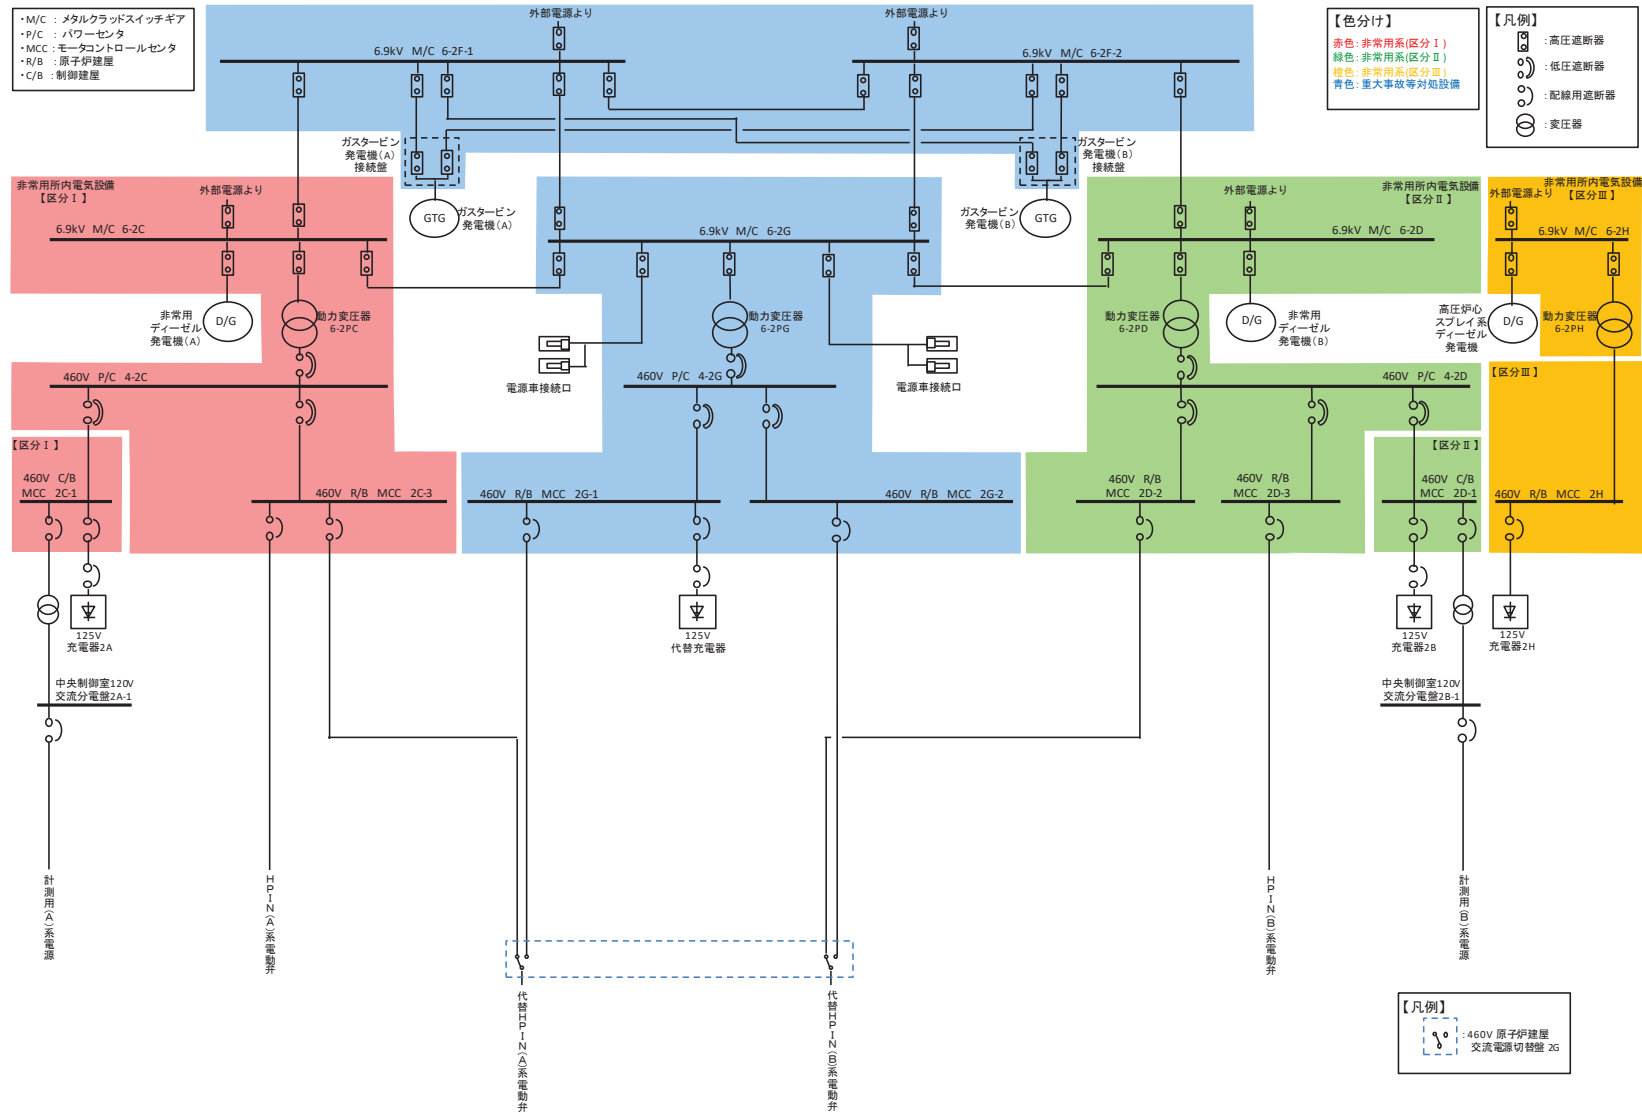 ・M/C ：メタルクラッドスイッチギア
・P/C ：パワーセンタ
・MCC：モータコントロールセンタ
・R/B ：原子炉建屋
・C/B ：制御建屋
外部電源より
外部電源より
6.9kV M/C 6-2F-1
6.9kV M/C 6-2F-2
【色分け】
赤色：非常用系(区分Ⅰ)
緑色：非常用系(区分Ⅱ)
橙色：非常用系(区分Ⅲ)
青色：重大事故等対処設備
【凡例】
：高圧遮断器
：低圧遮断器
：配線用遮断器
：変圧器
ガスタービン
発電機(A)
接続盤
ガスタービン
発電機(B)
接続盤
非常用所内電気設備
【区分Ⅰ】
外部電源より
6.9kV M/C 6-2C
GTG
ガスタービン
発電機(A)
6.9kV M/C 6-2G
ガスタービン
発電機(B)
GTG
外部電源より
非常用所内電気設備
【区分Ⅱ】
6.9kV M/C 6-2D
非常用所内電気設備
【区分Ⅲ】
外部電源より
6.9kV M/C 6-2H
非常用
ディーゼル
発電機(A)
D/G
動力変圧器
6-2PC
動力変圧器
6-2PG
動力変圧器
6-2PD
D/G
非常用
ディーゼル
発電機(B)
高圧炉心
スプレイ系
ディーゼル
発電機
D/G
動力変圧器
6-2PH
電源車接続口
電源車接続口
460V P/C 4-2C
460V P/C 4-2G
460V P/C 4-2D
【区分Ⅲ】
【区分Ⅰ】
【区分Ⅱ】
460V C/B
MCC 2C-1
460V R/B MCC 2C-3
460V R/B MCC 2G-1
460V R/B MCC 2G-2
460V R/B
MCC 2D-2
460V R/B
MCC 2D-3
460V C/B
MCC 2D-1
460V R/B MCC 2H
125V
充電器2A
125V
代替充電器
125V
充電器2B
125V
充電器2H
中央制御室120V
交流分電盤2A-1
中央制御室120V
交流分電盤2B-1
計測用(A)系電源
HPIN(A)系電動弁
HPIN(B)系電動弁
計測用(B)系電源
代替HPIN(A)系電動弁
代替HPIN(B)系電動弁
【凡例】
：460V 原子炉建屋
交流電源切替盤 2G